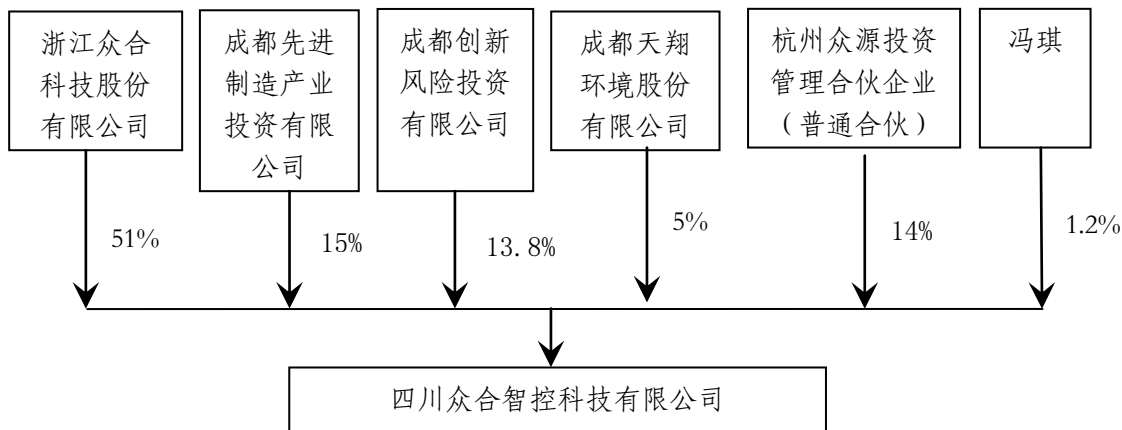 浙江众合
科技股份
有限公司
成都先进
制造产业
投资有限
公司
成都创新
风险投资
有限公司
成都天翔
环境股份
有限公司
杭州众源投资
管理合伙企业
（普通合伙）
冯琪
51%
15%
13.8%
5%
14%
1.2%
四川众合智控科技有限公司